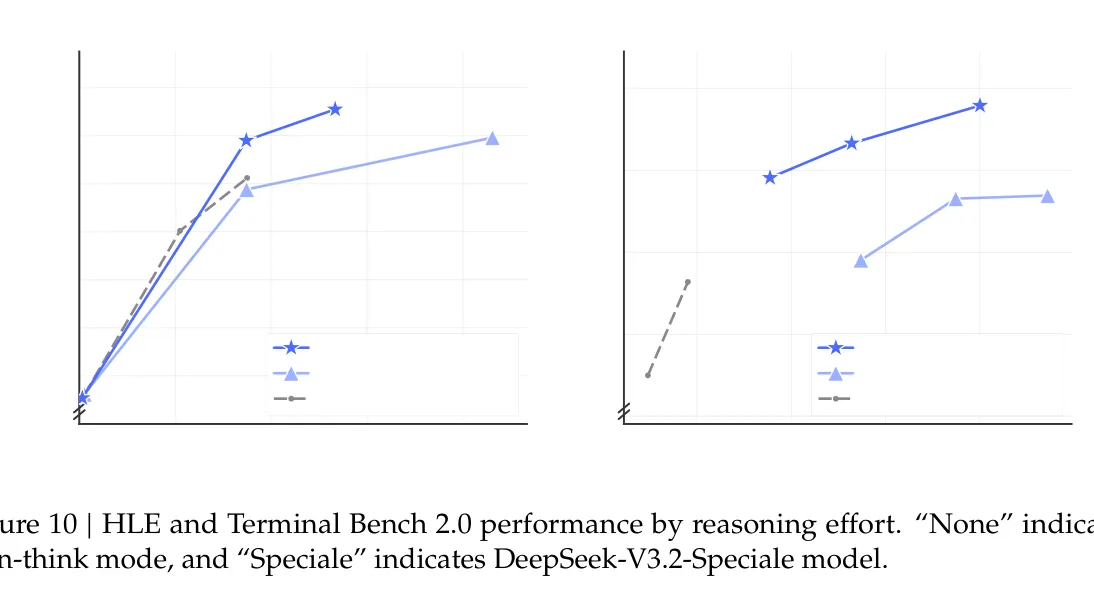 ure 10 | HLE and Terminal Bench 2.0 performance by reasoning effort. “None” indica
n-think mode, and “Speciale” indicates DeepSeek-V3.2-Speciale model.